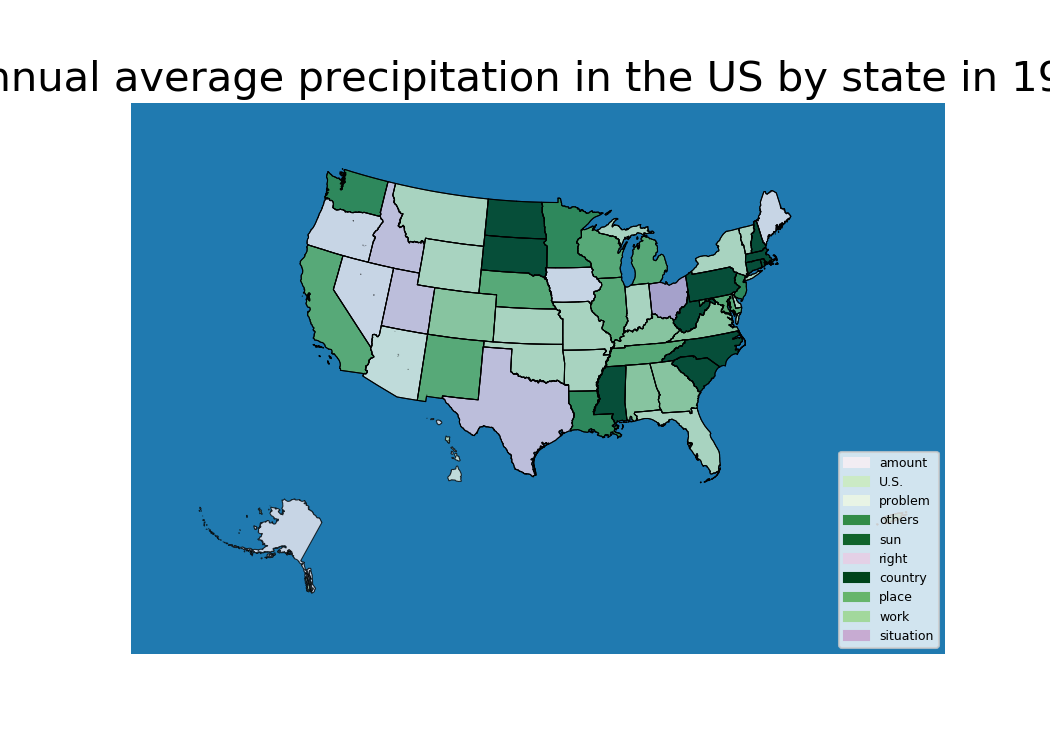 nnual average precipitation in the US by state in 19
amount
U.S.
problem
others
sun
right
country
place
work
situation